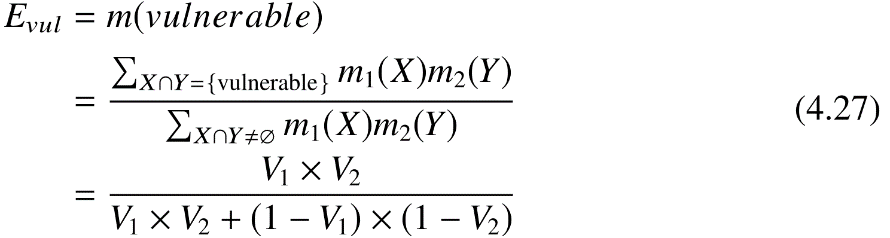 E_{vul} = m(vulnerable)
= \frac{\sum_{X \cap Y = \{\text{vulnerable}\}} m_1(X) m_2(Y)}{\sum_{X \cap Y \neq \varnothing} m_1(X) m_2(Y)} (4.27)
= \frac{V_1 \times V_2}{V_1 \times V_2 + (1 - V_1) \times (1 - V_2)}